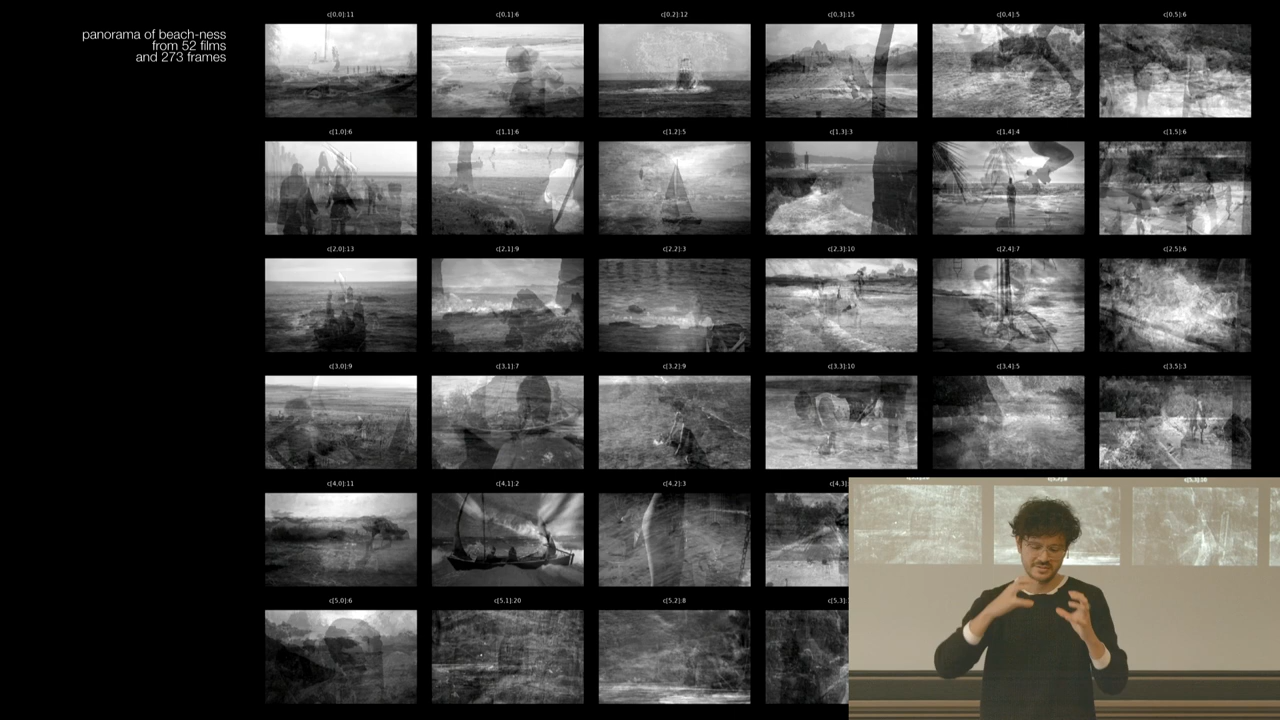 panorama of beach-ness
from 52 films
and 273 frames
c[0,0]:11
c[0,1]:6
c[0,2]:12
c[0,3]:15
c[0,4]:5
c[0,5]:6
c[1,0]:6
c[1,1]:6
c[1,2]:5
c[1,3]:3
c[1,4]:4
c[1,5]:6
c[2,0]:13
c[2,1]:9
c[2,2]:3
c[2,3]:10
c[2,4]:7
c[2,5]:6
c[3,0]:9
c[3,1]:7
c[3,2]:9
c[3,3]:10
c[3,4]:5
c[3,5]:3
c[4,0]:11
c[4,1]:2
c[4,2]:3
c[4,3]:
c[5,0]:6
c[5,1]:20
c[5,2]:8
c[5,3]: